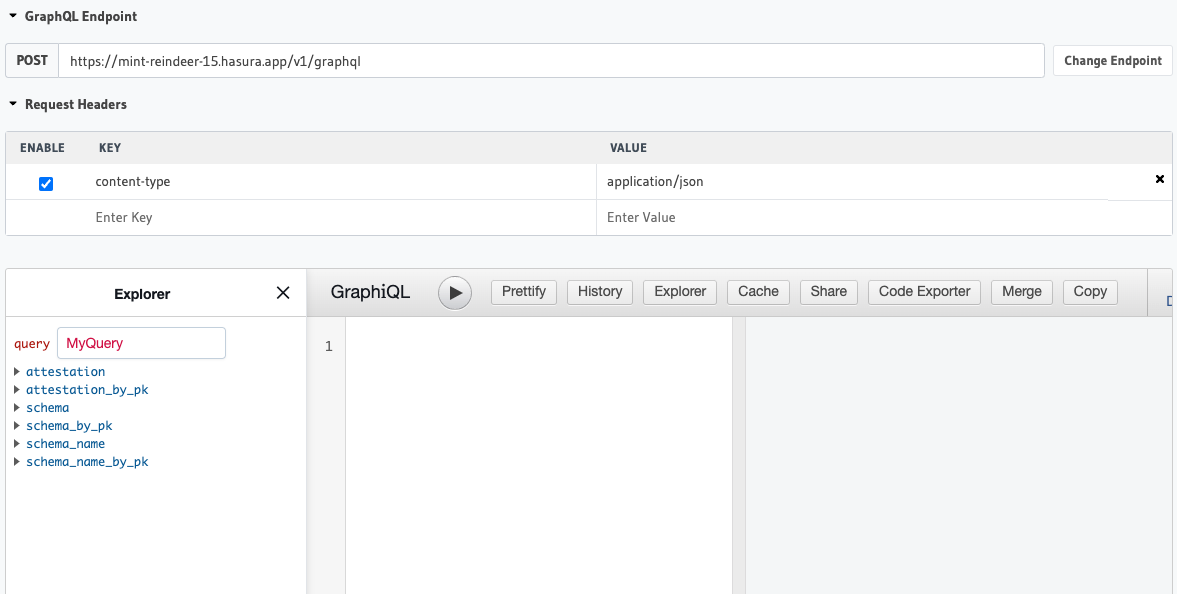 GraphQL Endpoint
POST https://mint-reindeer-15.hasura.app/v1/graphql Change Endpoint
Request Headers
ENABLE KEY VALUE
content-type application/json
Enter Key Enter Value
Explorer GraphiQL Prettify History Explorer Cache Share Code Exporter Merge Copy
query MyQuery
1
attestation
attestation_by_pk
schema
schema_by_pk
schema_name
schema_name_by_pk